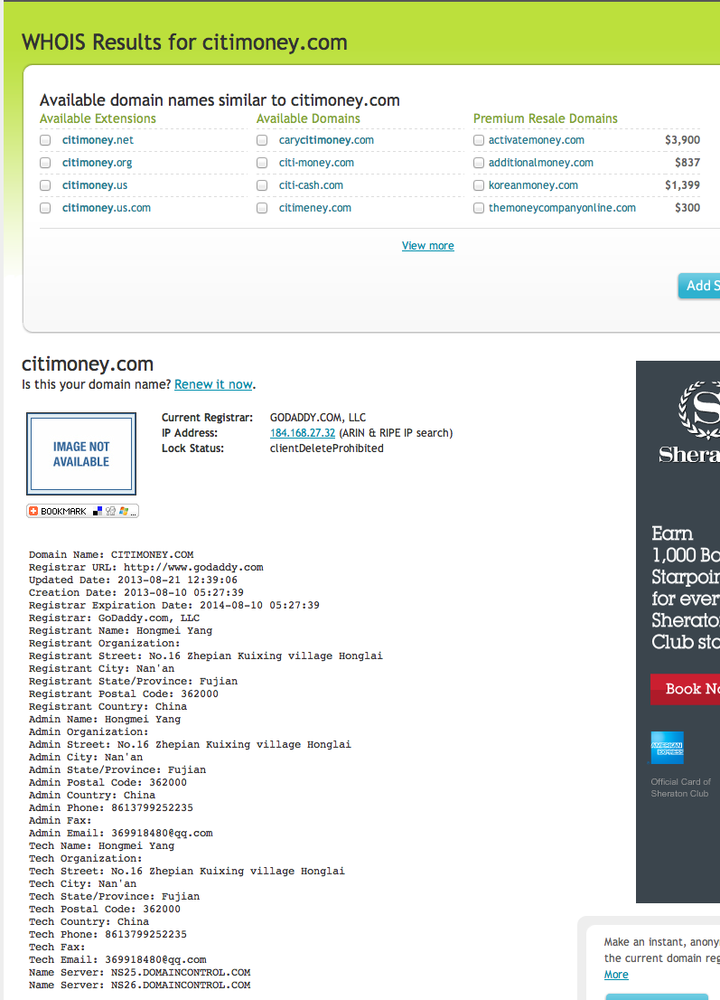 WHOIS Results for citimoney.com
Available domain names similar to citimoney.com
Available Extensions Available Domains Premium Resale Domains
citimoney.net carycitimoney.com activatemoney.com $3,900
citimoney.org citi-money.com additionalmoney.com $837
citimoney.us citi-cash.com koreanmoney.com $1,399
citimoney.us.com citimeney.com themoneycompanyonline.com $300
View more
Add S
citimoney.com
Is this your domain name? Renew it now.
IMAGE NOT
AVAILABLE
BOOKMARK ...
Current Registrar: GODADDY.COM, LLC
IP Address: 184.168.27.32 (ARIN & RIPE IP search)
Lock Status: clientDeleteProhibited
Domain Name: CITIMONEY.COM
Registrar URL: http://www.godaddy.com
Updated Date: 2013-08-21 12:39:06
Creation Date: 2013-08-10 05:27:39
Registrar Expiration Date: 2014-08-10 05:27:39
Registrar: GoDaddy.com, LLC
Registrant Name: Hongmei Yang
Registrant Organization:
Registrant Street: No.16 Zhepian Kuixing village Honglai
Registrant City: Nan'an
Registrant State/Province: Fujian
Registrant Postal Code: 362000
Registrant Country: China
Admin Name: Hongmei Yang
Admin Organization:
Admin Street: No.16 Zhepian Kuixing village Honglai
Admin City: Nan'an
Admin State/Province: Fujian
Admin Postal Code: 362000
Admin Country: China
Admin Phone: 8613799252235
Admin Fax:
Admin Email: 369918480@qq.com
Tech Name: Hongmei Yang
Tech Organization:
Tech Street: No.16 Zhepian Kuixing village Honglai
Tech City: Nan'an
Tech State/Province: Fujian
Tech Postal Code: 362000
Tech Country: China
Tech Phone: 8613799252235
Tech Fax:
Tech Email: 369918480@qq.com
Name Server: NS25.DOMAINCONTROL.COM
Name Server: NS26.DOMAINCONTROL.COM
S
Shera
Earn
1,000 Bo
Starpoin
for ever
Sherato
Club sta
Book No
AMERICAN
EXPRESS
Official Card of
Sheraton Club
Make an instant, anony
the current domain reg
More